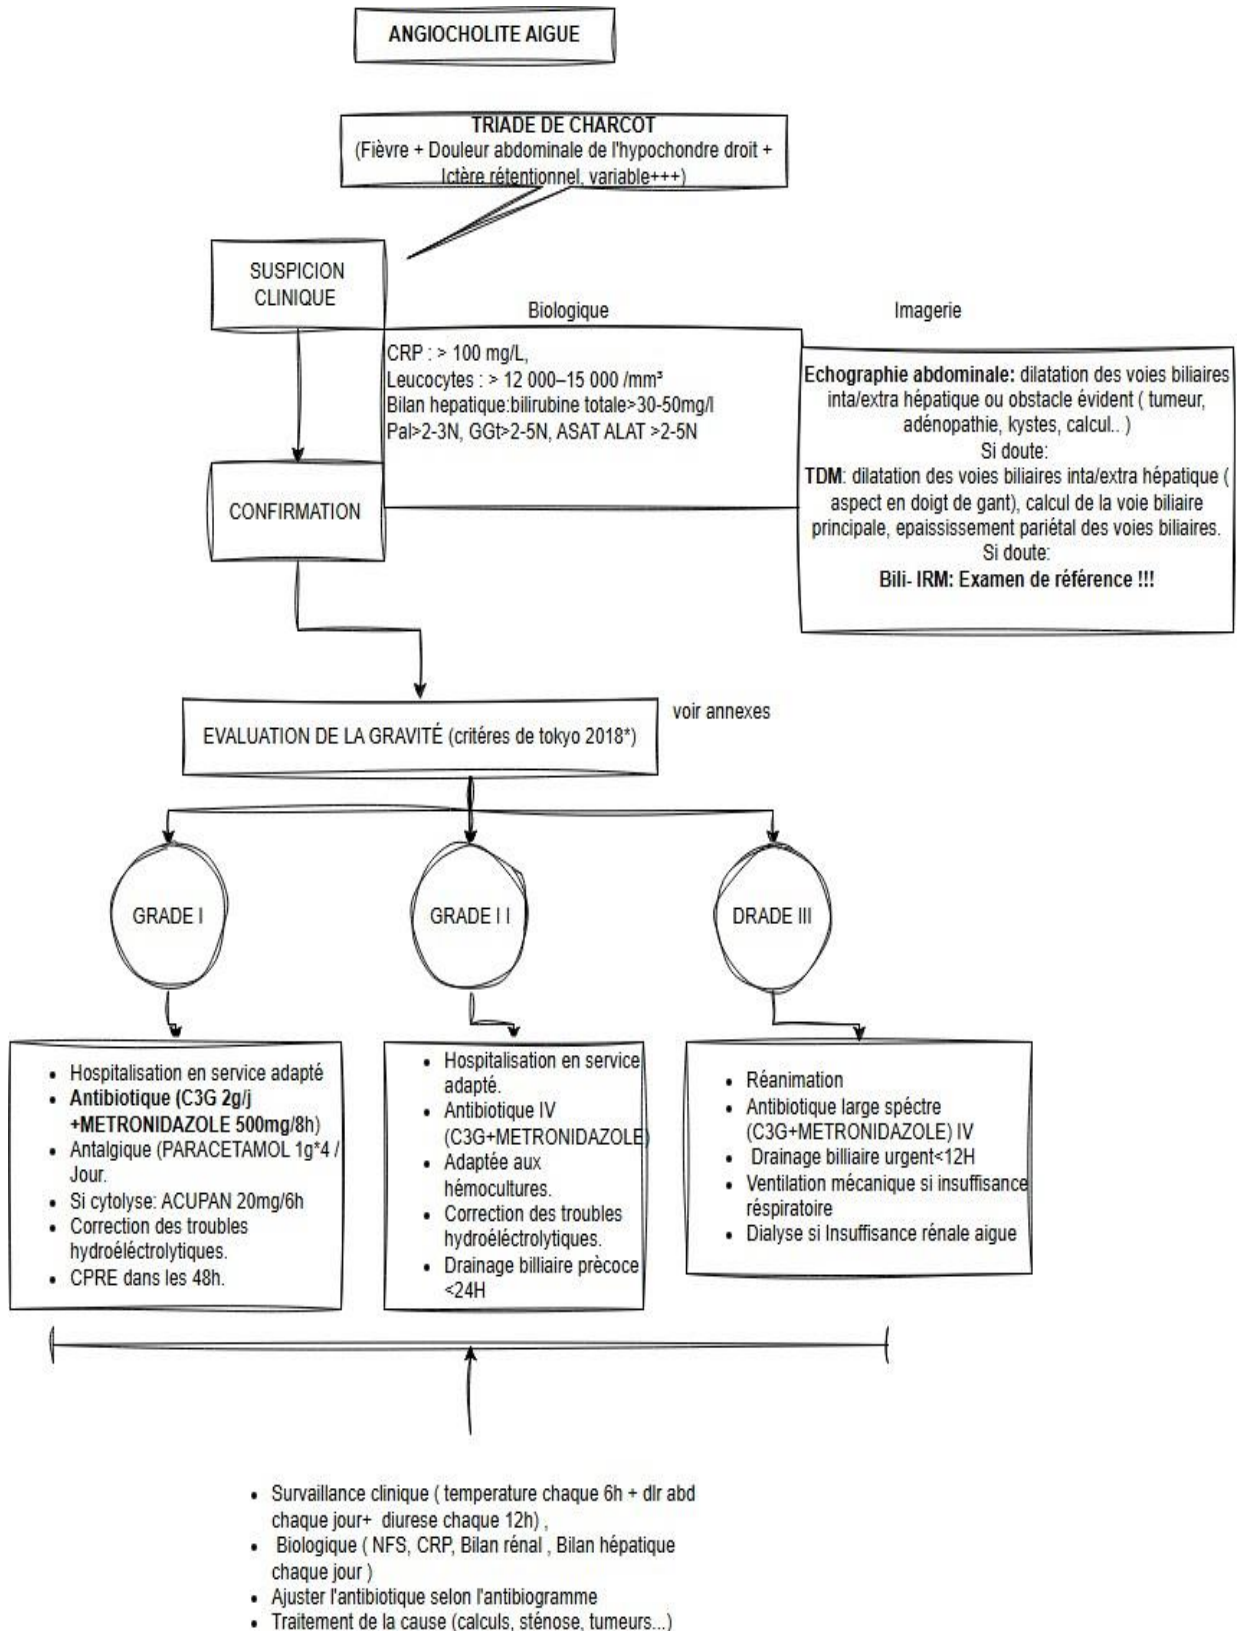 ANGIOCHOLITE AIGUE
TRIADE DE CHARCOT
(Fièvre + Douleur abdominale de l'hypochondre droit +
Ictère rétentionnel, variable+++)
SUSPICION
CLINIQUE
Biologique
Imagerie
CRP : > 100 mg/L,
Leucocytes : > 12 000–15 000 /mm³
Bilan hepatique:bilirubine totale>30-50mg/l
Pal>2-3N, GGt>2-5N, ASAT ALAT >2-5N
Echographie abdominale: dilatation des voies biliaires
inta/extra hépatique ou obstacle évident ( tumeur,
adénopathie, kystes, calcul.. )
Si doute:
TDM: dilatation des voies biliaires inta/extra hépatique (
aspect en doigt de gant), calcul de la voie biliaire
principale, epaississement pariétal des voies biliaires.
Si doute:
Bili- IRM: Examen de référence !!!
CONFIRMATION
EVALUATION DE LA GRAVITÉ (critéres de tokyo 2018*)
voir annexes
GRADE I
GRADE I I
DRADE III
• Hospitalisation en service adapté
• Antibiotique (C3G 2g/j
+METRONIDAZOLE 500mg/8h)
• Antalgique (PARACETAMOL 1g*4 /
Jour.
• Si cytolyse: ACUPAN 20mg/6h
• Correction des troubles
hydroéléctrolytiques.
• CPRE dans les 48h.
• Hospitalisation en service
adapté.
• Antibiotique IV
(C3G+METRONIDAZOLE)
• Adaptée aux
hémocultures.
• Correction des troubles
hydroéléctrolytiques.
• Drainage billiaire prècoce
<24H
• Réanimation
• Antibiotique large spéctre
(C3G+METRONIDAZOLE) IV
• Drainage billiaire urgent<12H
• Ventilation mécanique si insuffisance
réspiratoire
• Dialyse si Insuffisance rénale aigue
• Survaillance clinique ( temperature chaque 6h + dlr abd
chaque jour+ diurese chaque 12h) ,
• Biologique ( NFS, CRP, Bilan rénal , Bilan hépatique
chaque jour )
• Ajuster l'antibiotique selon l'antibiogramme
• Traitement de la cause (calculs, sténose, tumeurs...)